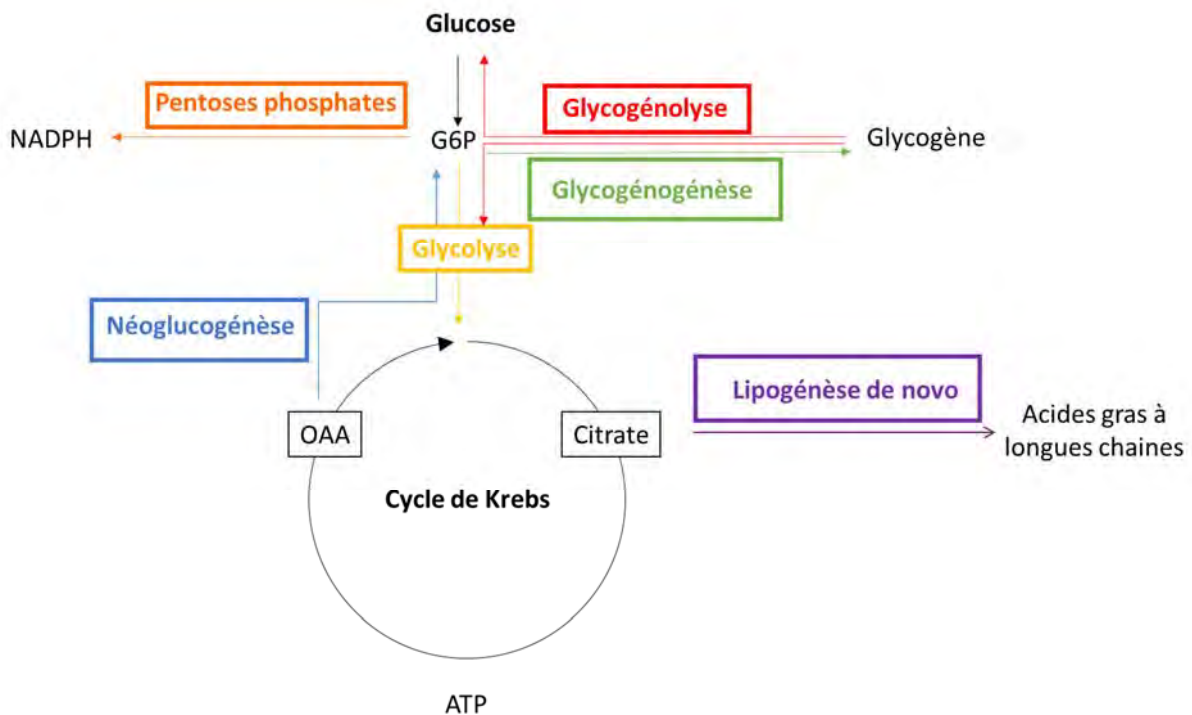 Glucose
Pentoses phosphates
Glycogénolyse
NADPH
G6P
Glycogène
Glycogénogénèse
Glycolyse
Néoglucogénèse
Lipogénèse de novo
OAA
Citrate
Acides gras à
longues chaines
Cycle de Krebs
ATP